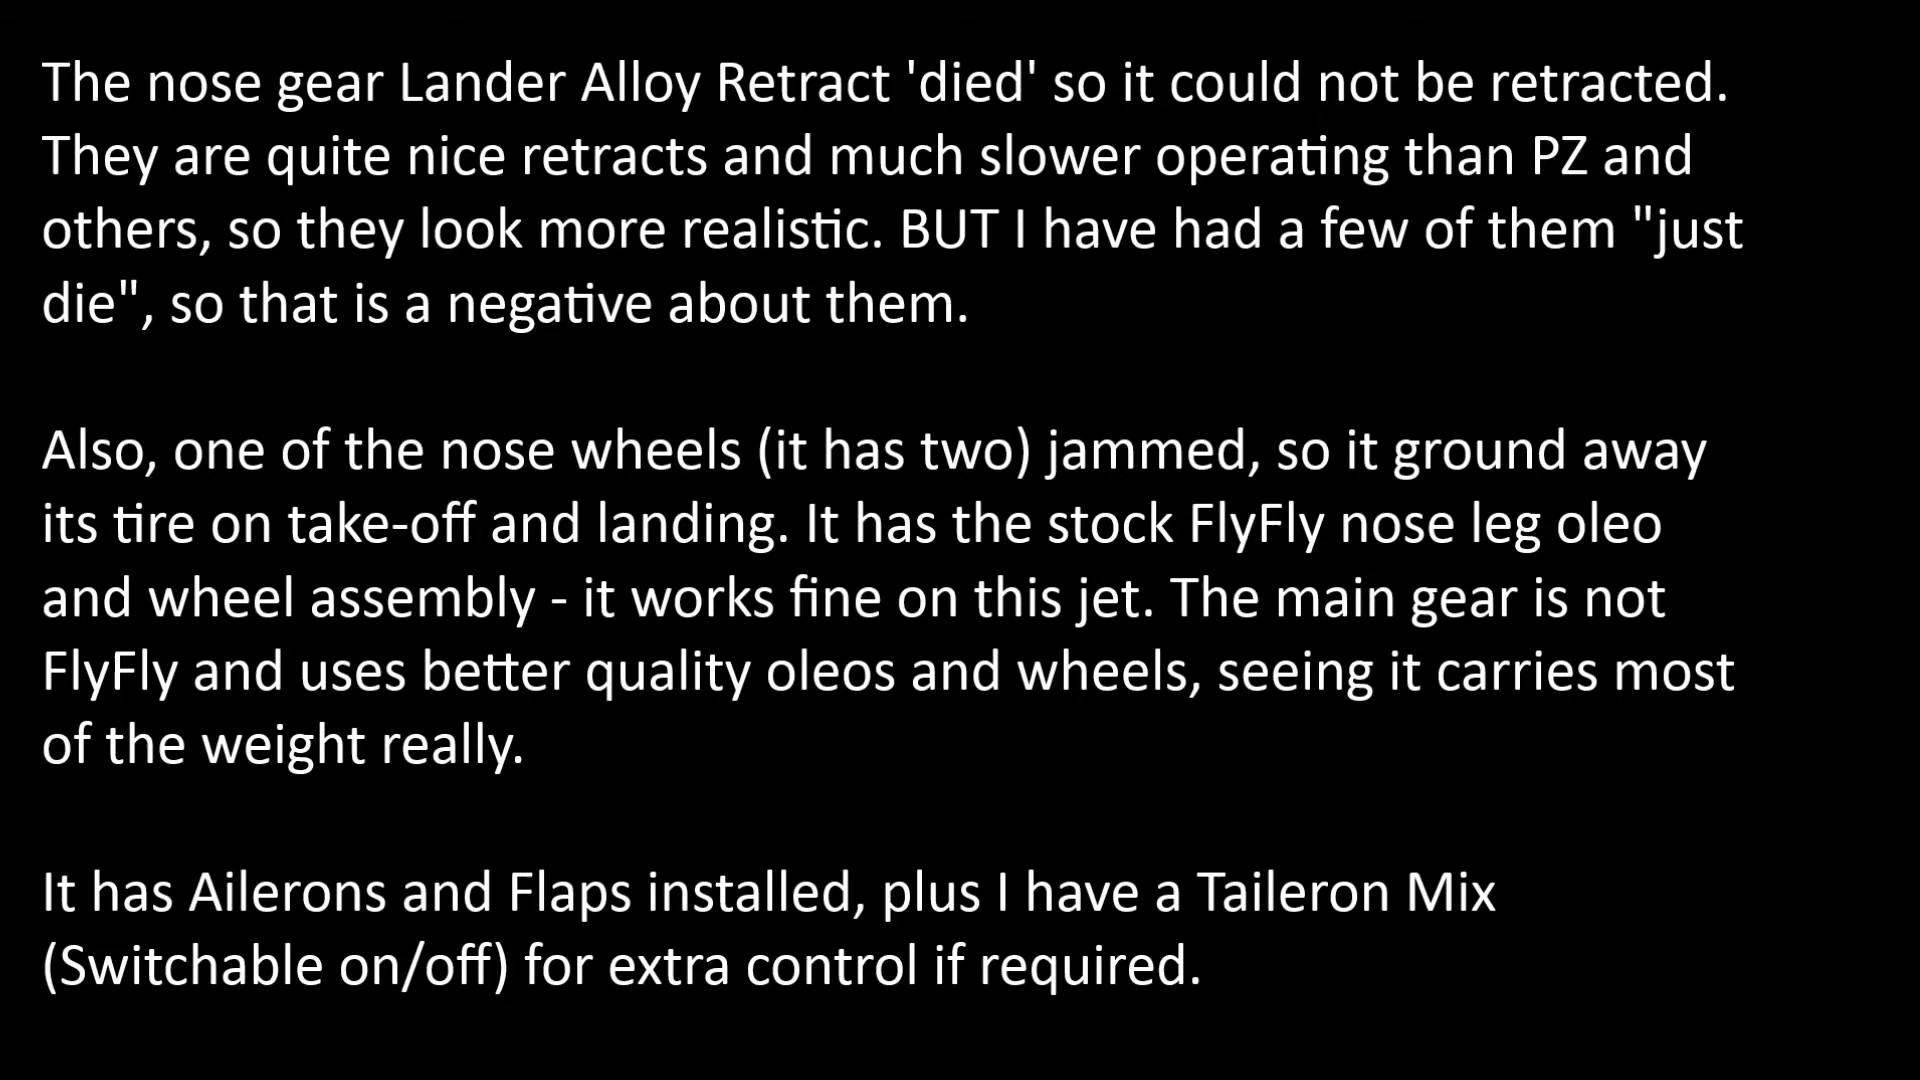 The nose gear Lander Alloy Retract 'died' so it could not be retracted.
They are quite nice retracts and much slower operating than PZ and
others, so they look more realistic. BUT I have had a few of them "just
die", so that is a negative about them.
Also, one of the nose wheels (it has two) jammed, so it ground away
its tire on take-off and landing. It has the stock FlyFly nose leg oleo
and wheel assembly - it works fine on this jet. The main gear is not
FlyFly and uses better quality oleos and wheels, seeing it carries most
of the weight really.
It has Ailerons and Flaps installed, plus I have a Taileron Mix
(Switchable on/off) for extra control if required.